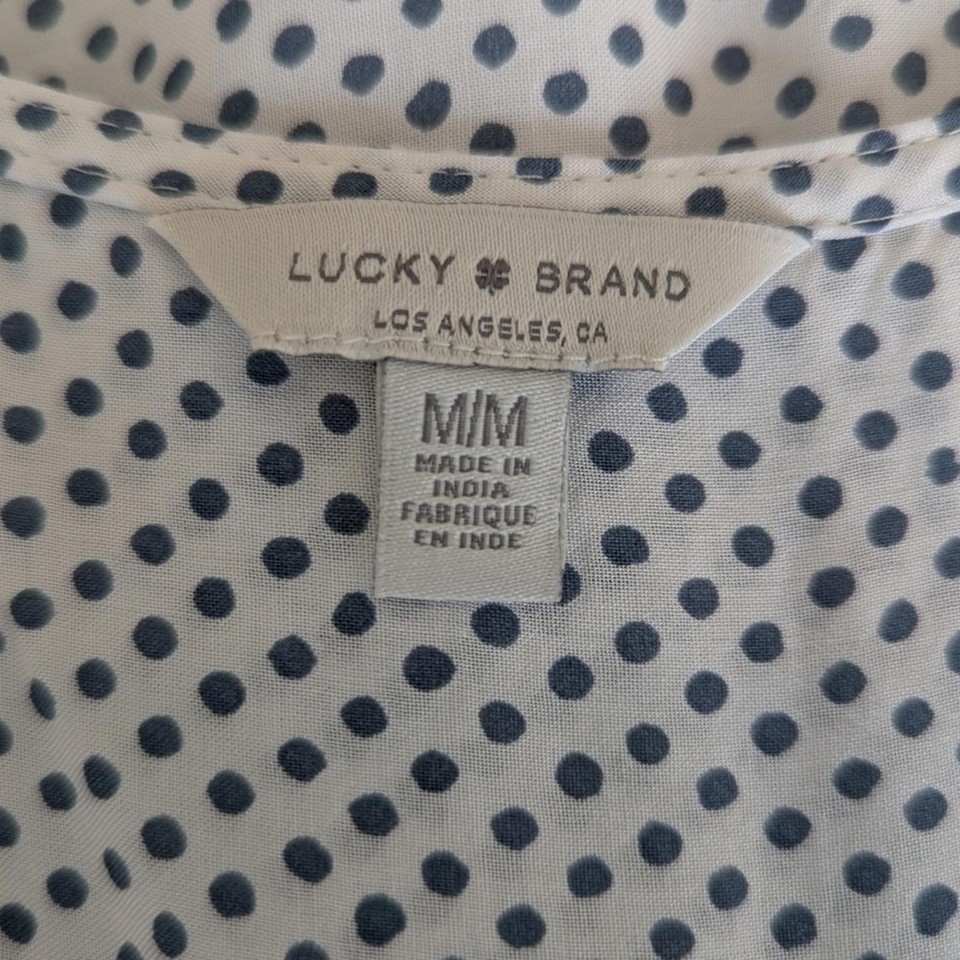 LUCKY BRAND
LOS ANGELES, CA
M/M
MADE IN
INDIA
FABRIQUE
EN INDE